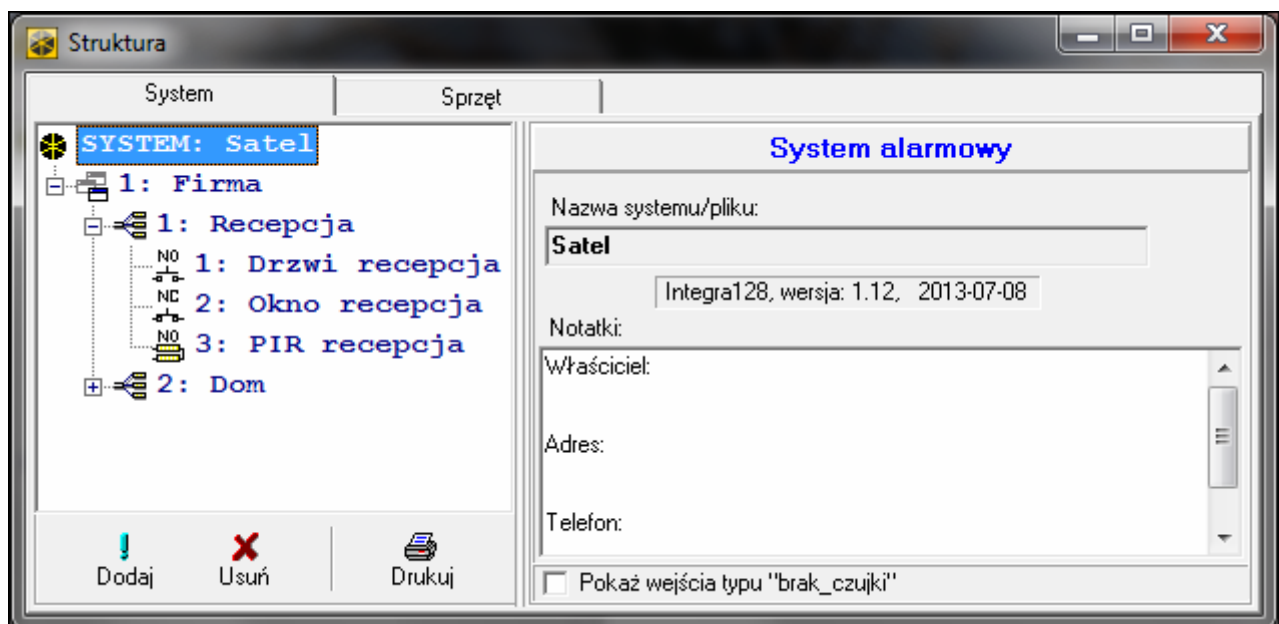 Struktura
System
Sprzęt
SYSTEM: Satel
1: Firma
1: Recepcja
NO
1: Drzwi recepcja
NC
2: Okno recepcja
NO
3: PIR recepcja
2: Dom
Dodaj
Usuń
Drukuj
System alarmowy
Nazwa systemu/pliku:
Satel
Integra128, wersja: 1.12, 2013-07-08
Notatki:
Właściciel:
Adres:
Telefon:
Pokaż wejścia typu "brak_czujki"